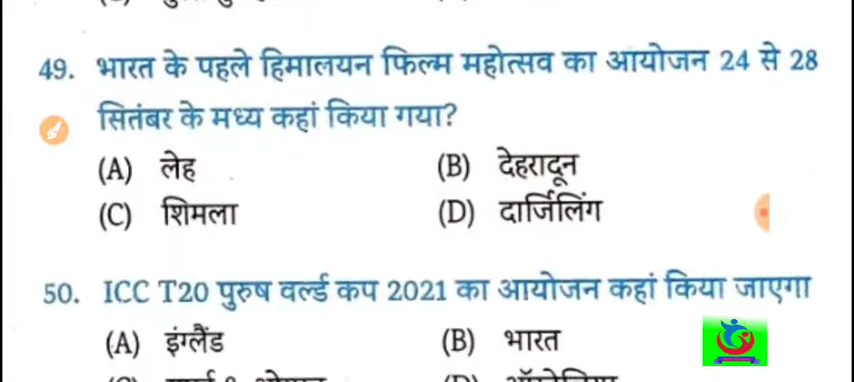 49. भारत के पहले हिमालयन फिल्म महोत्सव का आयोजन 24 से 28
सितंबर के मध्य कहां किया गया?
(A) लेह (B) देहरादून
(C) शिमला (D) दार्जिलिंग
50. ICC T20 पुरुष वर्ल्ड कप 2021 का आयोजन कहां किया जाएगा
(A) इंग्लैंड (B) भारत